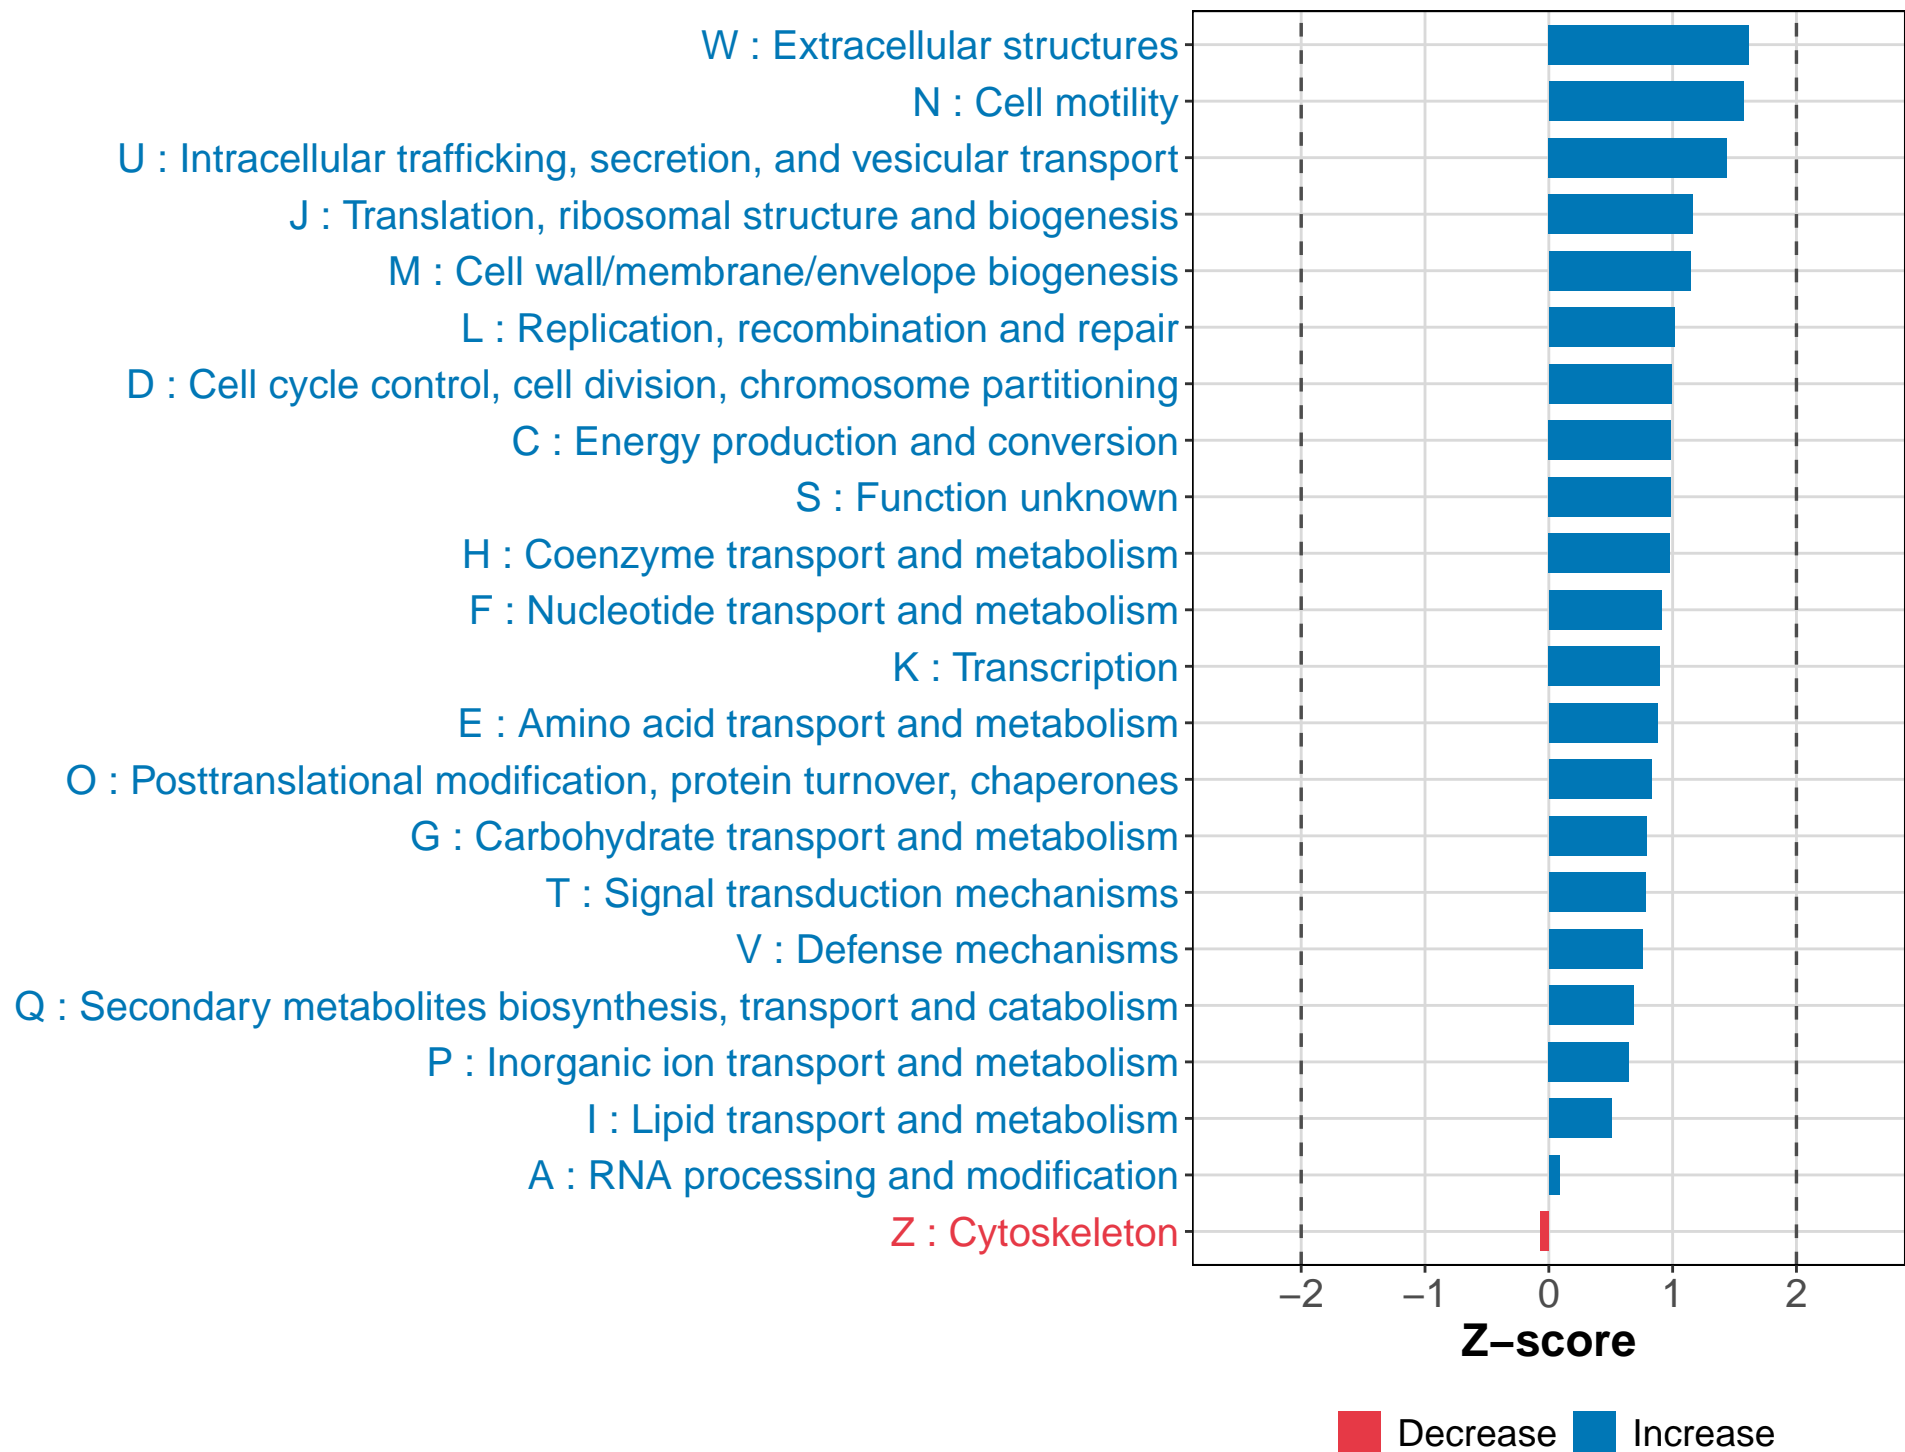 W : Extracellular structures
N : Cell motility
U : Intracellular trafficking, secretion, and vesicular transport
J : Translation, ribosomal structure and biogenesis
M : Cell wall/membrane/envelope biogenesis
L : Replication, recombination and repair
D : Cell cycle control, cell division, chromosome partitioning
C : Energy production and conversion
S : Function unknown
H : Coenzyme transport and metabolism
F : Nucleotide transport and metabolism
K : Transcription
E : Amino acid transport and metabolism
O : Posttranslational modification, protein turnover, chaperones
G : Carbohydrate transport and metabolism
T : Signal transduction mechanisms
V : Defense mechanisms
Q : Secondary metabolites biosynthesis, transport and catabolism
P : Inorganic ion transport and metabolism
I : Lipid transport and metabolism
A : RNA processing and modification
Z : Cytoskeleton
−2 −1 0 1 2
Z−score
Decrease Increase